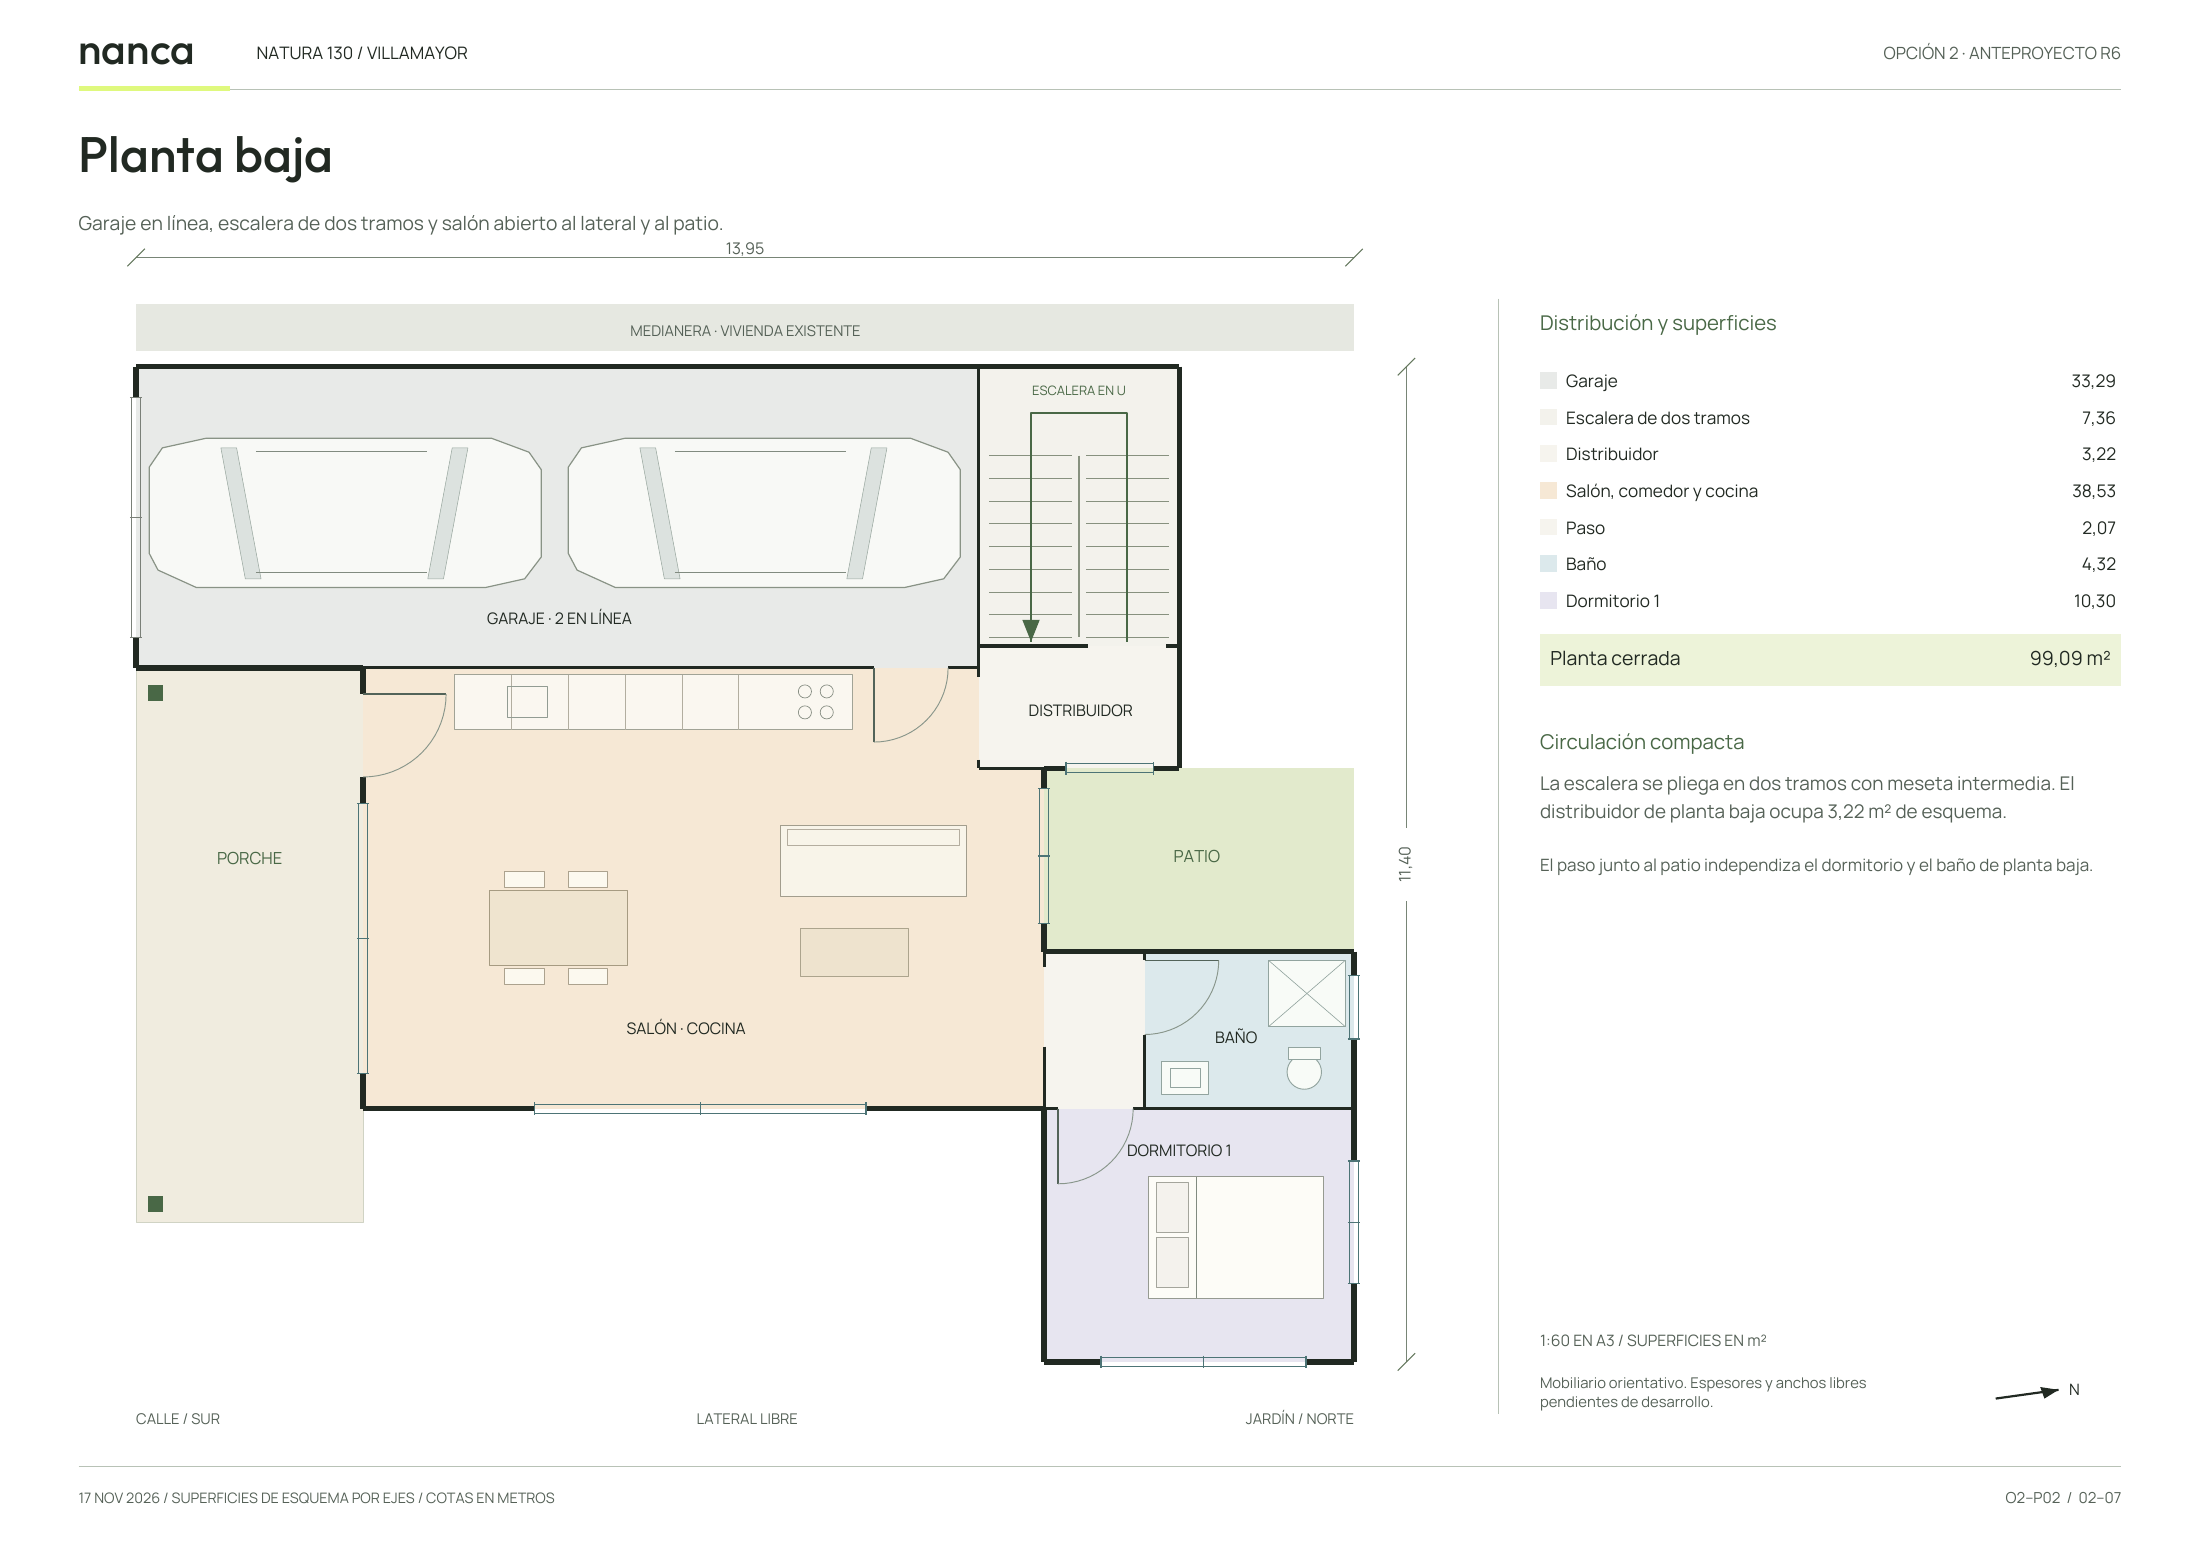 nanca
NATURA 130 / VILLAMAYOR
OPCIÓN 2 · ANTEPROYECTO R6
Planta baja
Garaje en línea, escalera de dos tramos y salón abierto al lateral y al patio.
13,95
MEDIANERA · VIVIENDA EXISTENTE
ESCALERA EN U
GARAJE · 2 EN LÍNEA
DISTRIBUIDOR
PORCHE
PATIO
11,40
SALÓN · COCINA
BAÑO
DORMITORIO 1
CALLE / SUR
LATERAL LIBRE
JARDÍN / NORTE
Distribución y superficies
Garaje 33,29
Escalera de dos tramos 7,36
Distribuidor 3,22
Salón, comedor y cocina 38,53
Paso 2,07
Baño 4,32
Dormitorio 1 10,30
Planta cerrada 99,09 m²
Circulación compacta
La escalera se pliega en dos tramos con meseta intermedia. El
distribuidor de planta baja ocupa 3,22 m² de esquema.
El paso junto al patio independiza el dormitorio y el baño de planta baja.
1:60 EN A3 / SUPERFICIES EN m²
Mobiliario orientativo. Espesores y anchos libres
pendientes de desarrollo.
N
17 NOV 2026 / SUPERFICIES DE ESQUEMA POR EJES / COTAS EN METROS
O2–P02 / 02–07